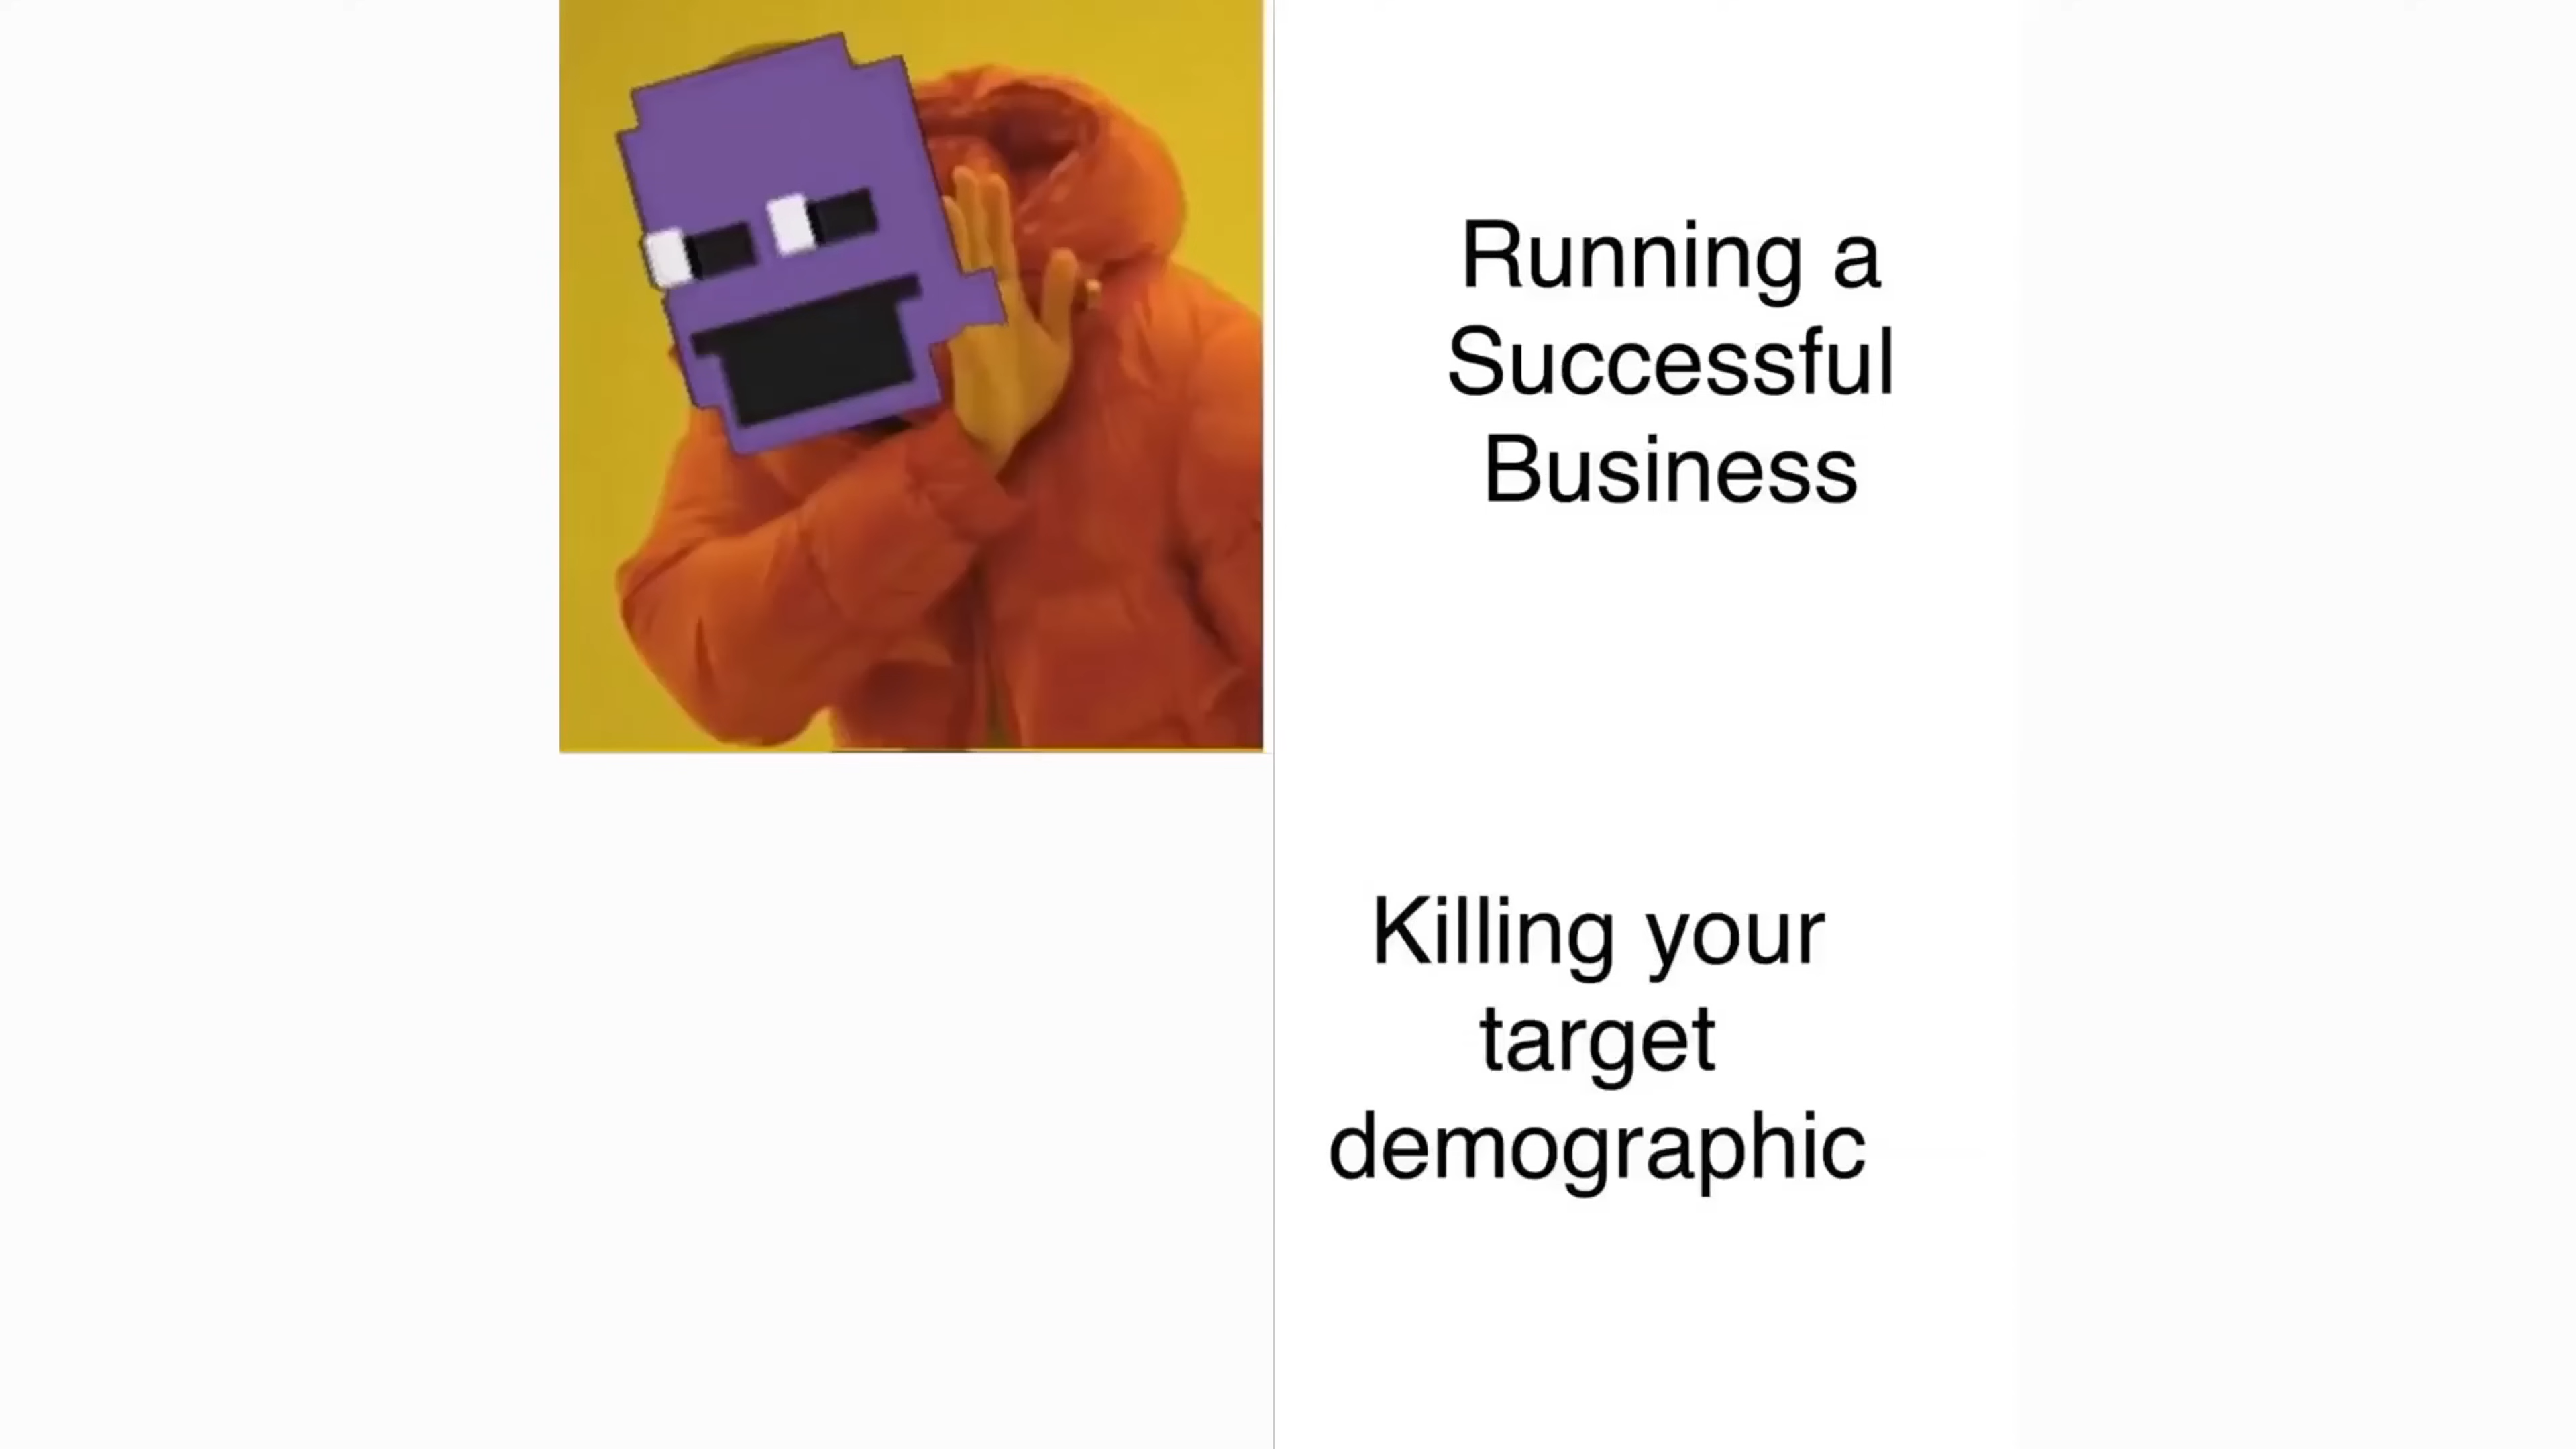 Running a
Successful
Business
Killing your
target
demographic